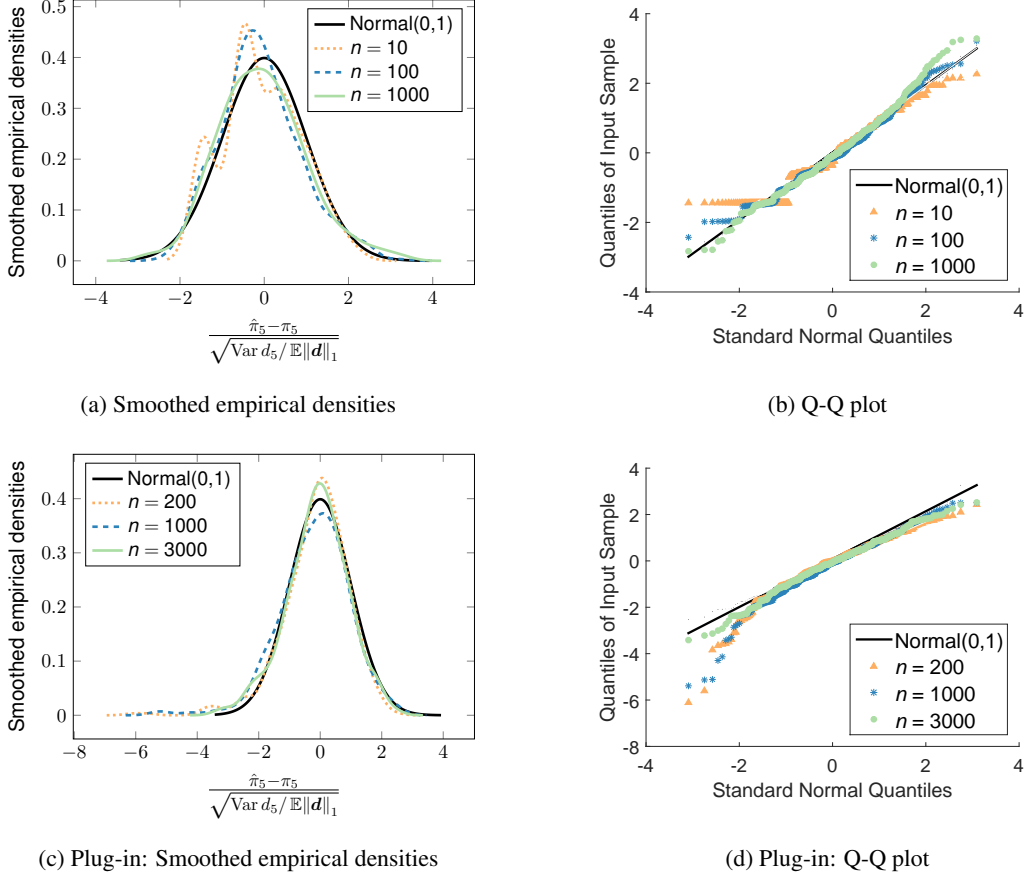 Smoothed empirical densities
0.5
0.4
0.3
0.2
0.1
0
−4 −2 0 2 4
Normal(0,1)
n = 10
n = 100
n = 1000
π̂₅−π₅
√Var d₅/ 𝔼‖d‖₁
(a) Smoothed empirical densities
Quantiles of Input Sample
4
2
0
-2
-4
-4 -2 0 2 4
Standard Normal Quantiles
Normal(0,1)
n = 10
n = 100
n = 1000
(b) Q-Q plot
Smoothed empirical densities
0.4
0.3
0.2
0.1
0
−8 −6 −4 −2 0 2 4
Normal(0,1)
n = 200
n = 1000
n = 3000
π̂₅−π₅
√Var d₅/ 𝔼‖d‖₁
(c) Plug-in: Smoothed empirical densities
Quantiles of Input Sample
4
2
0
-2
-4
-6
-8
-4 -2 0 2 4
Standard Normal Quantiles
Normal(0,1)
n = 200
n = 1000
n = 3000
(d) Plug-in: Q-Q plot